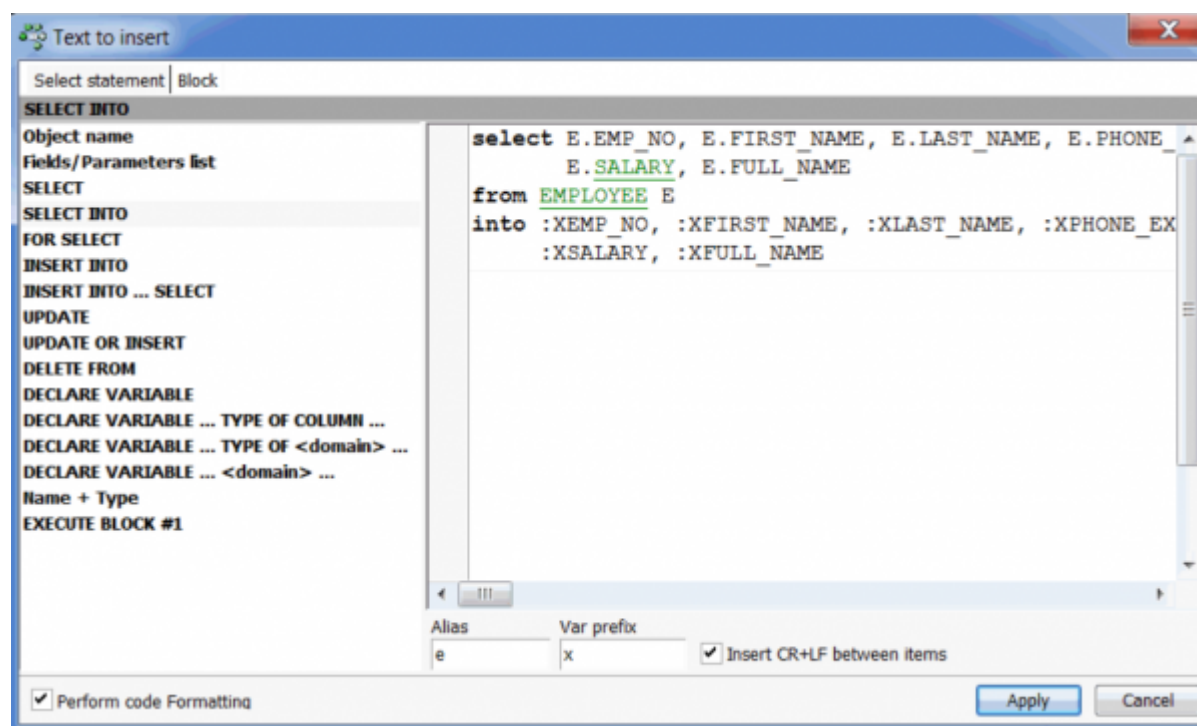 Text to insert
Select statement Block
SELECT INTO
Object name
Fields/Parameters list
SELECT
SELECT INTO
FOR SELECT
INSERT INTO
INSERT INTO ... SELECT
UPDATE
UPDATE OR INSERT
DELETE FROM
DECLARE VARIABLE
DECLARE VARIABLE ... TYPE OF COLUMN ...
DECLARE VARIABLE ... TYPE OF <domain> ...
DECLARE VARIABLE ... <domain> ...
Name + Type
EXECUTE BLOCK #1
select E.EMP_NO, E.FIRST_NAME, E.LAST_NAME, E.PHONE_
E.SALARY, E.FULL_NAME
from EMPLOYEE E
into :XEMP_NO, :XFIRST_NAME, :XLAST_NAME, :XPHONE_EX
:XSALARY, :XFULL_NAME
Alias Var prefix
e x Insert CR+LF between items
Perform code Formatting Apply Cancel